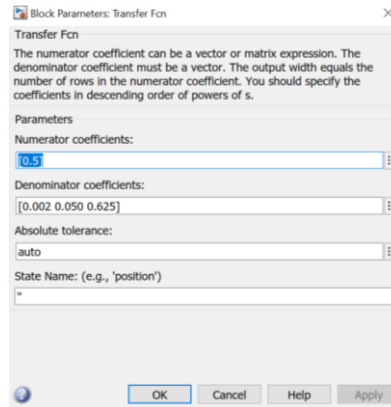 Block Parameters: Transfer Fcn
Transfer Fcn
The numerator coefficient can be a vector or matrix expression. The
denominator coefficient must be a vector. The output width equals the
number of rows in the numerator coefficient. You should specify the
coefficients in descending order of powers of s.
Parameters
Numerator coefficients:
[0.5]
Denominator coefficients:
[0.002 0.050 0.625]
Absolute tolerance:
auto
State Name: (e.g., 'position')
''
OK Cancel Help Apply